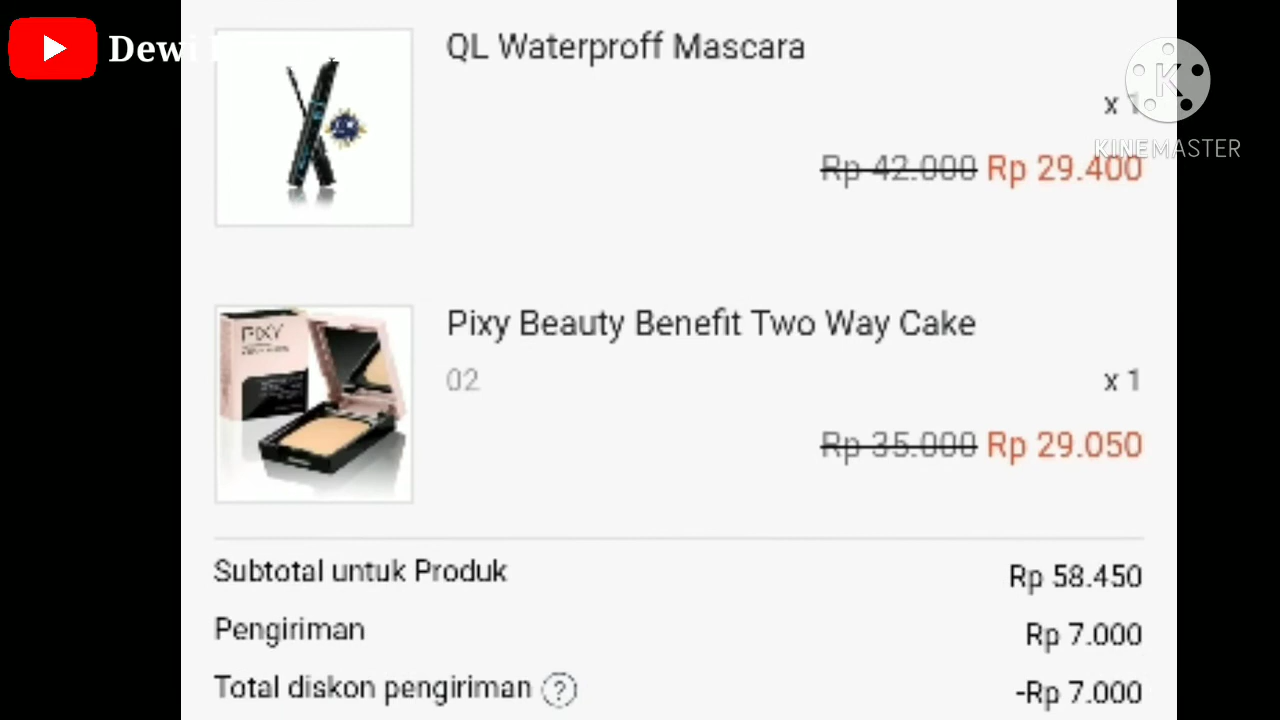 Dewi
QL Waterproff Mascara
x 1
Rp 42.000 Rp 29.400
KINEMASTER
PIXY
Pixy Beauty Benefit Two Way Cake
02
x 1
Rp 35.000 Rp 29.050
Subtotal untuk Produk Rp 58.450
Pengiriman Rp 7.000
Total diskon pengiriman ? -Rp 7.000